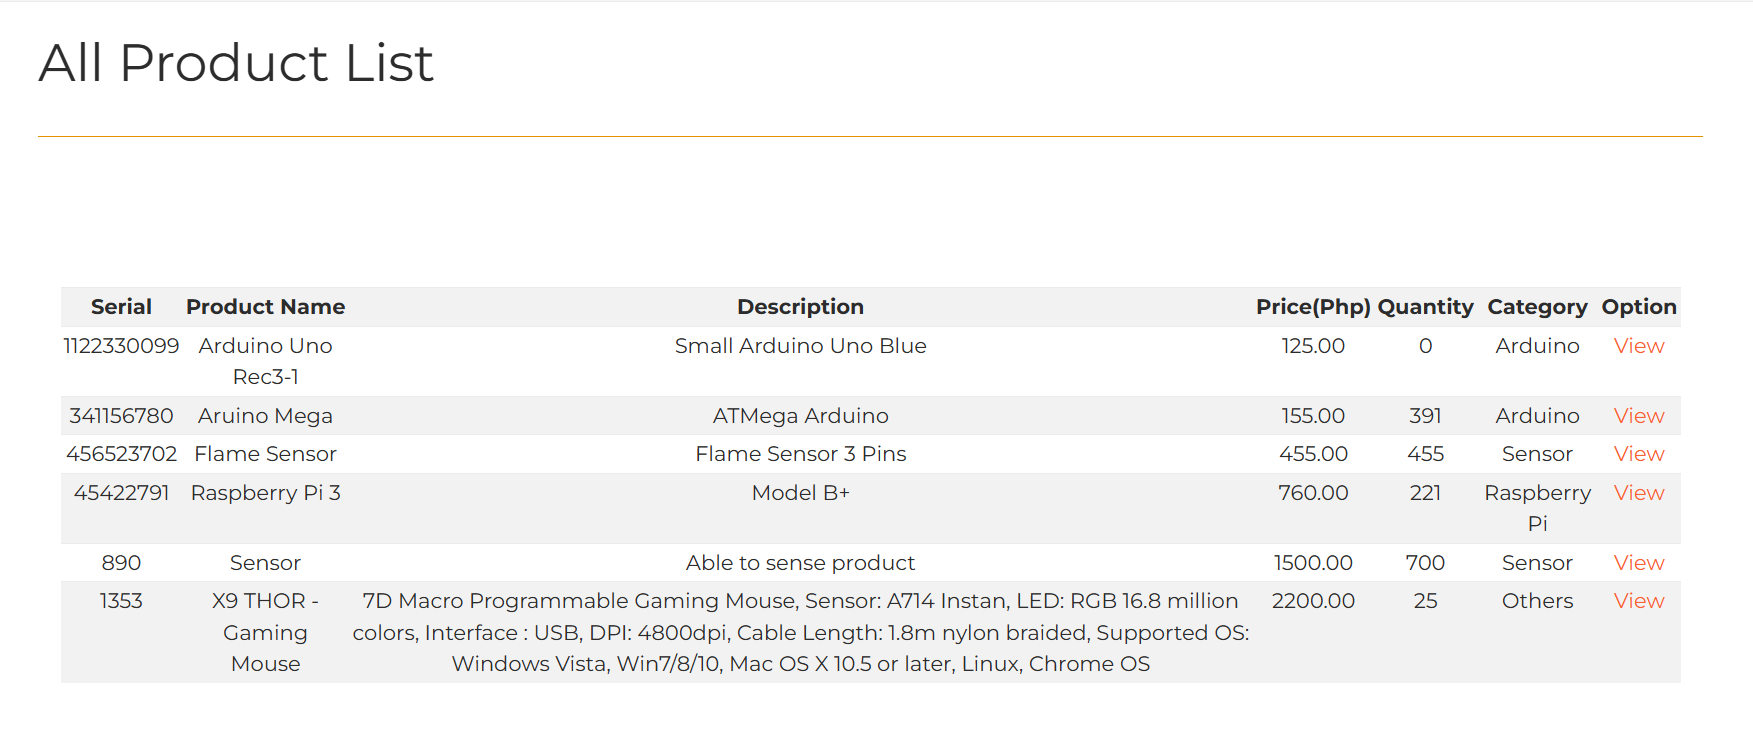 All Product List
Serial Product Name Description Price(Php) Quantity Category Option
1122330099 Arduino Uno Small Arduino Uno Blue 125.00 0 Arduino View
Rec3-1
341156780 Aruino Mega ATMega Arduino 155.00 391 Arduino View
456523702 Flame Sensor Flame Sensor 3 Pins 455.00 455 Sensor View
45422791 Raspberry Pi 3 Model B+ 760.00 221 Raspberry View
Pi
890 Sensor Able to sense product 1500.00 700 Sensor View
1353 X9 THOR - 7D Macro Programmable Gaming Mouse, Sensor: A714 Instan, LED: RGB 16.8 million 2200.00 25 Others View
Gaming colors, Interface : USB, DPI: 4800dpi, Cable Length: 1.8m nylon braided, Supported OS:
Mouse Windows Vista, Win7/8/10, Mac OS X 10.5 or later, Linux, Chrome OS